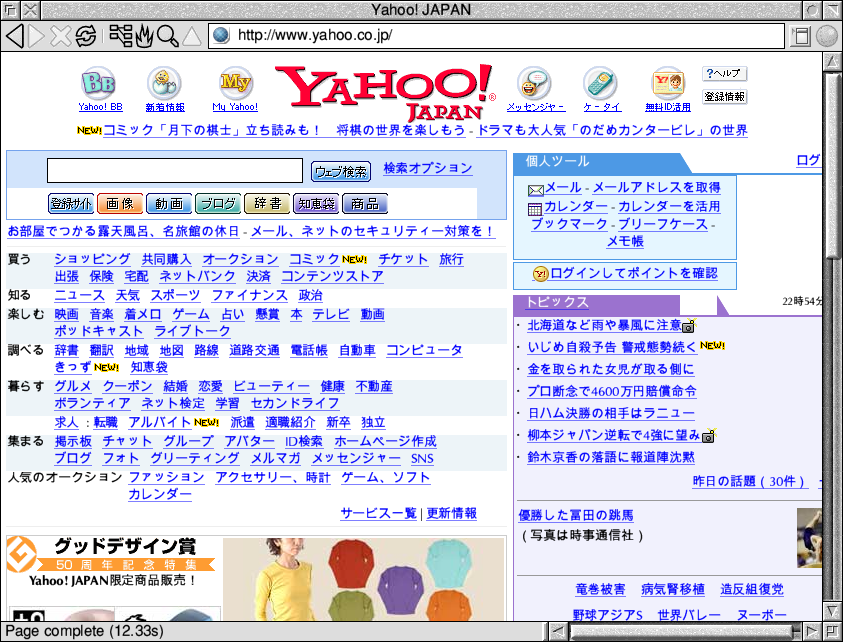 Yahoo! JAPAN
http://www.yahoo.co.jp/
Yahoo! BB 新着情報 My Yahoo! YAHOO! JAPAN メッセンジャー ケータイ 無料ID活用 ?ヘルプ 登録情報
NEW! コミック「月下の棋士」立ち読みも！ 将棋の世界を楽しもう - ドラマも大人気「のだめカンタービレ」の世界
ウェブ検索 検索オプション
登録サイト 画像 動画 ブログ 辞書 知恵袋 商品
お部屋でつかる露天風呂、名旅館の休日 - メール、ネットのセキュリティー対策を！
買う ショッピング 共同購入 オークション コミック NEW! チケット 旅行
出張 保険 宅配 ネットバンク 決済 コンテンツストア
知る ニュース 天気 スポーツ ファイナンス 政治
楽しむ 映画 音楽 着メロ ゲーム 占い 懸賞 本 テレビ 動画
ポッドキャスト ライブトーク
調べる 辞書 翻訳 地域 地図 路線 道路交通 電話帳 自動車 コンピュータ
きっず NEW! 知恵袋
暮らす グルメ クーポン 結婚 恋愛 ビューティー 健康 不動産
ボランティア ネット検定 学習 セカンドライフ
求人：転職 アルバイト NEW! 派遣 適職紹介 新卒 独立
集まる 掲示板 チャット グループ アバター ID検索 ホームページ作成
ブログ フォト グリーティング メルマガ メッセンジャー SNS
人気のオークション ファッション アクセサリー、時計 ゲーム、ソフト
カレンダー
サービス一覧 | 更新情報
グッドデザイン賞
50周年記念特集
Yahoo! JAPAN限定商品販売！
個人ツール ログ
メール - メールアドレスを取得
カレンダー - カレンダーを活用
ブックマーク - ブリーフケース -
メモ帳
ログインしてポイントを確認
トピックス 22時54分
・ 北海道など雨や暴風に注意
・ いじめ自殺予告 警戒態勢続く NEW!
・ 金を取られた女児が取る側に
・ プロ断念で4600万円賠償命令
・ 日ハム決勝の相手はラニュー
・ 柳本ジャパン逆転で4強に望み
・ 鈴木京香の落語に報道陣沈黙
昨日の話題（30件）
優勝した冨田の跳馬
（写真は時事通信社）
竜巻被害 病気腎移植 造反組復党
野球アジアS 世界バレー ヌーボー
Page complete (12.33s)